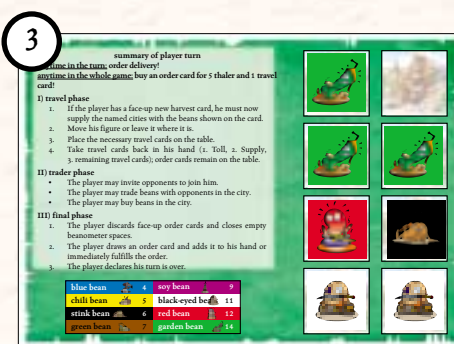 3
summary of player turn
time in the turn: order delivery!
anytime in the whole game: buy an order card for 5 thaler and 1 travel
card!
I) travel phase
1. If the player has a face-up new harvest card, he must now
supply the named cities with the beans shown on the card.
2. Move his figure or leave it where it is.
3. Place the necessary travel cards on the table.
4. Take travel cards back in his hand (1. Toll, 2. Supply,
3. remaining travel cards); order cards remain on the table.
II) trader phase
• The player may invite opponents to join him.
• The player may trade beans with opponents in the city.
• The player may buy beans in the city.
III) final phase
1. The player discards face-up order cards and closes empty
beanometer spaces.
2. The player draws an order card and adds it to his hand or
immediately fulfills the order.
3. The player declares his turn is over.
blue bean 4 soy bean 9
chili bean 5 black-eyed bean 11
stink bean 6 red bean 12
green bean 7 garden bean 14